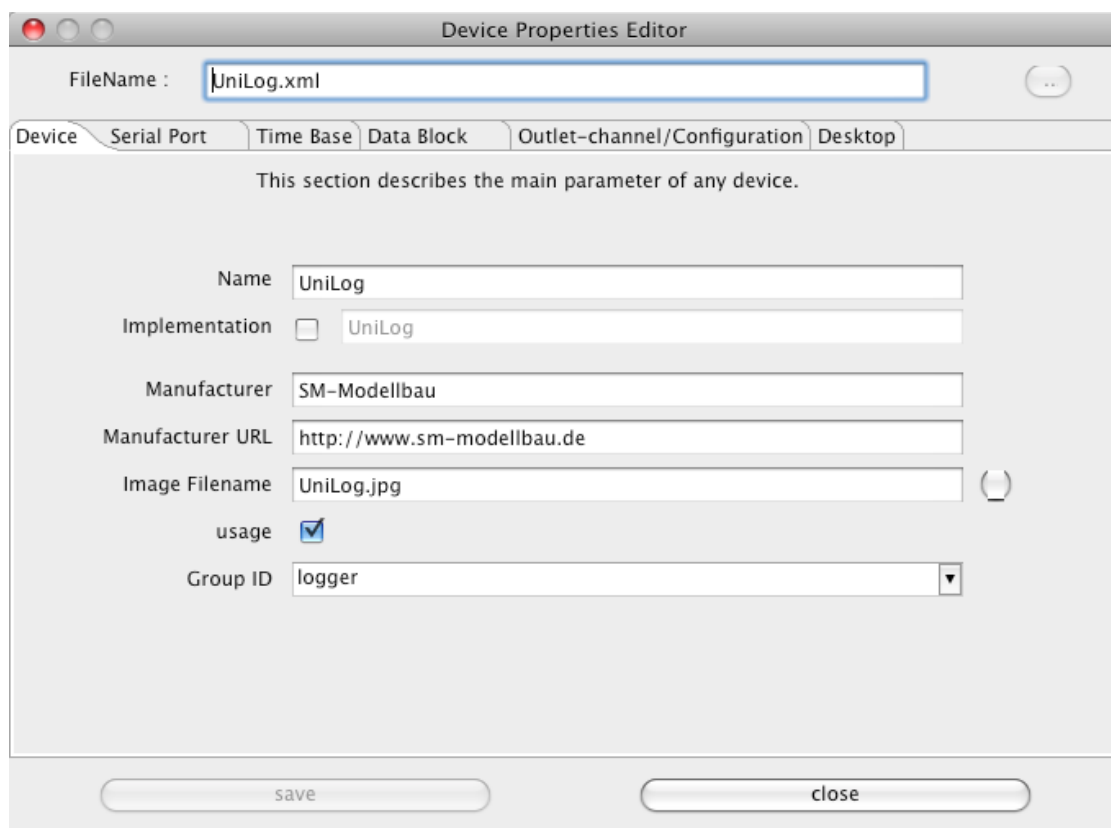 Device Properties Editor
FileName : UniLog.xml ..
Device Serial Port Time Base Data Block Outlet-channel/Configuration Desktop
This section describes the main parameter of any device.
Name UniLog
Implementation UniLog
Manufacturer SM-Modellbau
Manufacturer URL http://www.sm-modellbau.de
Image Filename UniLog.jpg
usage
Group ID logger
save close